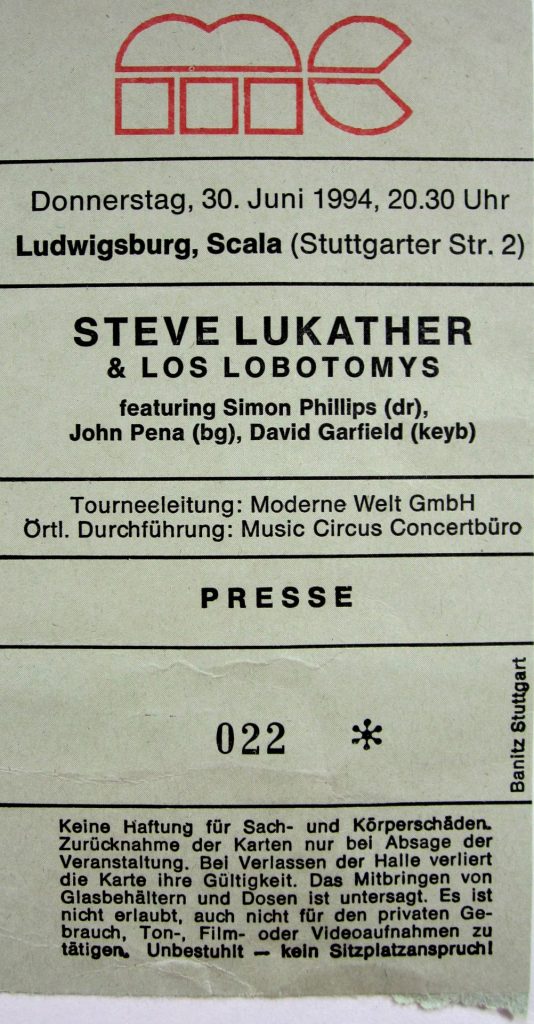 mc
Donnerstag, 30. Juni 1994, 20.30 Uhr
Ludwigsburg, Scala (Stuttgarter Str. 2)
STEVE LUKATHER
& LOS LOBOTOMYS
featuring Simon Phillips (dr),
John Pena (bg), David Garfield (keyb)
Tourneeleitung: Moderne Welt GmbH
Örtl. Durchführung: Music Circus Concertbüro
PRESSE
022 *
Banitz Stuttgart
Keine Haftung für Sach- und Körperschäden.
Zurücknahme der Karten nur bei Absage der
Veranstaltung. Bei Verlassen der Halle verliert
die Karte ihre Gültigkeit. Das Mitbringen von
Glasbehältern und Dosen ist untersagt. Es ist
nicht erlaubt, auch nicht für den privaten Ge-
brauch, Ton-, Film- oder Videoaufnahmen zu
tätigen. Unbestuhlt — kein Sitzplatzanspruch!